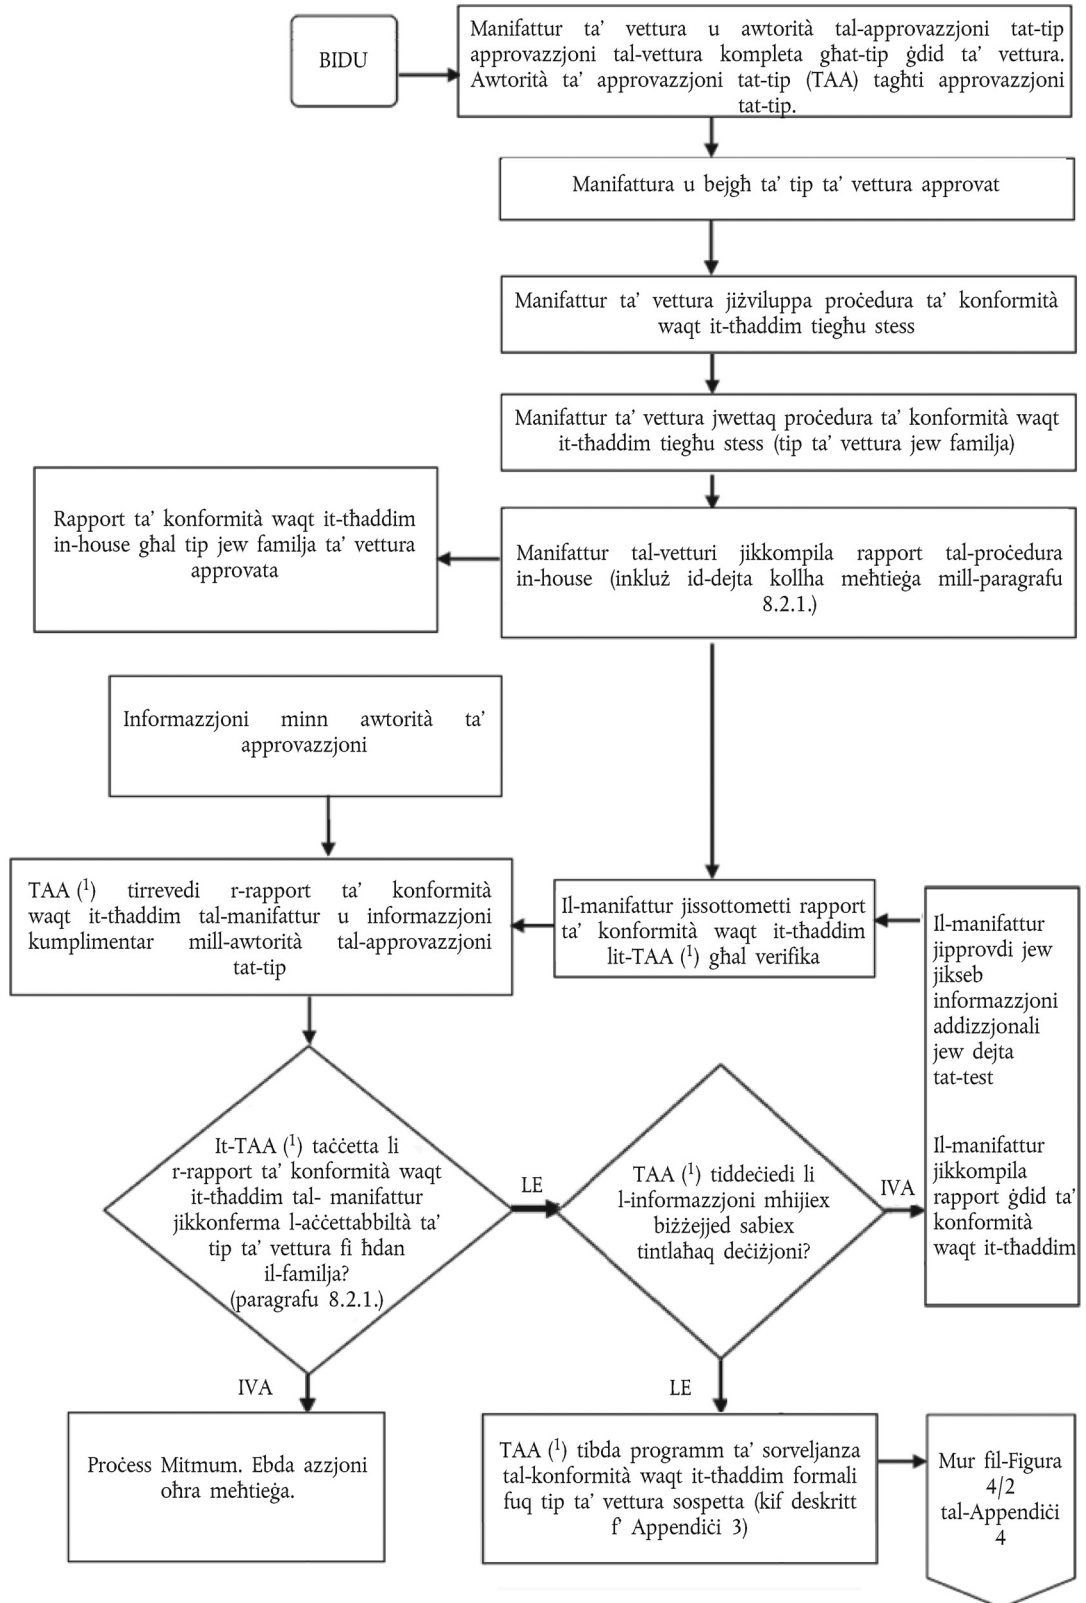 BIDU
Manifattur ta' vettura u awtorità tal-approvazzjoni tat-tip
approvazzjoni tal-vettura kompleta għat-tip ġdid ta' vettura.
Awtorità ta' approvazzjoni tat-tip (TAA) tagħti approvazzjoni
tat-tip.
Manifattura u bejgħ ta' tip ta' vettura approvat
Manifattur ta' vettura jiżviluppa proċedura ta' konformità
waqt it-tħaddim tiegħu stess
Manifattur ta' vettura jwettaq proċedura ta' konformità waqt
it-tħaddim tiegħu stess (tip ta' vettura jew familja)
Rapport ta' konformità waqt it-tħaddim
in-house għal tip jew familja ta' vettura
approvata
Manifattur tal-vetturi jikkompila rapport tal-proċedura
in-house (inkluż id-dejta kollha meħtieġa mill-paragrafu
8.2.1.)
Informazzjoni minn awtorità ta'
approvazzjoni
TAA (¹) tirrevedi r-rapport ta' konformità
waqt it-tħaddim tal-manifattur u informazzjoni
kumplimentar mill-awtorità tal-approvazzjoni
tat-tip
Il-manifattur jissottometti rapport
ta' konformità waqt it-tħaddim
lit-TAA (¹) għal verifika
Il-manifattur
jipprovdi jew
jikseb
informazzjoni
addizzjonali
jew dejta
tat-test
Il-manifattur
jikkompila
rapport ġdid ta'
konformità
waqt it-tħaddim
It-TAA (¹) taċċetta li
r-rapport ta' konformità waqt
it-tħaddim tal- manifattur
jikkonferma l-aċċettabbiltà ta'
tip ta' vettura fi ħdan
il-familja?
(paragrafu 8.2.1.)
LE
TAA (¹) tiddeċiedi li
l-informazzjoni mhijiex
biżżejjed sabiex
tintlaħaq deċiżjoni?
IVA
IVA
LE
Proċess Mitmum. Ebda azzjoni
oħra meħtieġa.
TAA (¹) tibda programm ta' sorveljanza
tal-konformità waqt it-tħaddim formali
fuq tip ta' vettura sospetta (kif deskritt
f' Appendiċi 3)
Mur fil-Figura
4/2
tal-Appendiċi
4